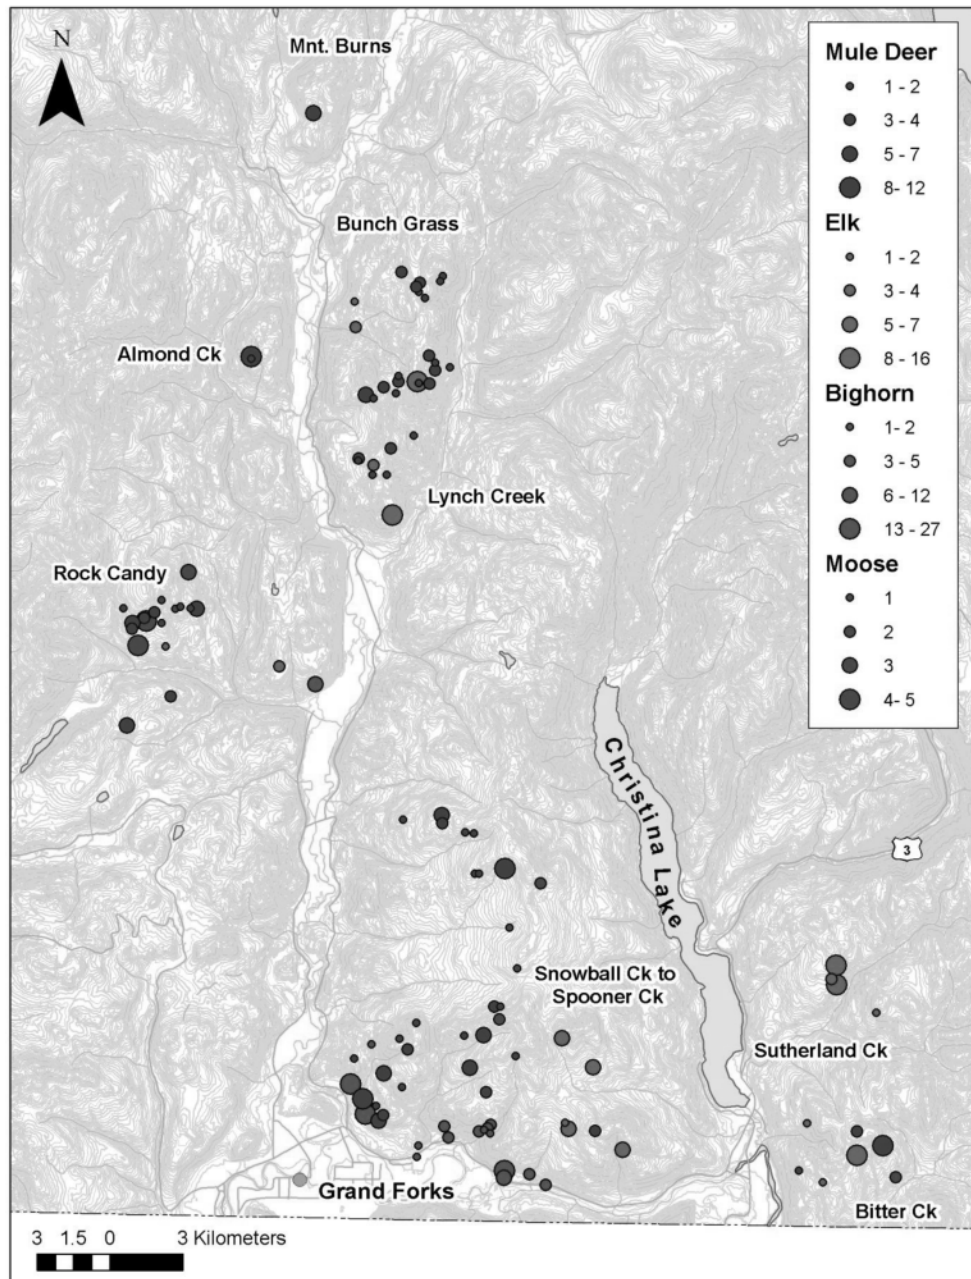 N
Mnt. Burns
Bunch Grass
Almond Ck
Lynch Creek
Rock Candy
Christina Lake
3
Snowball Ck to
Spooner Ck
Sutherland Ck
Grand Forks
Bitter Ck
3 1.5 0 3 Kilometers
Mule Deer
1 - 2
3 - 4
5 - 7
8- 12
Elk
1 - 2
3 - 4
5 - 7
8 - 16
Bighorn
1- 2
3 - 5
6 - 12
13 - 27
Moose
1
2
3
4- 5